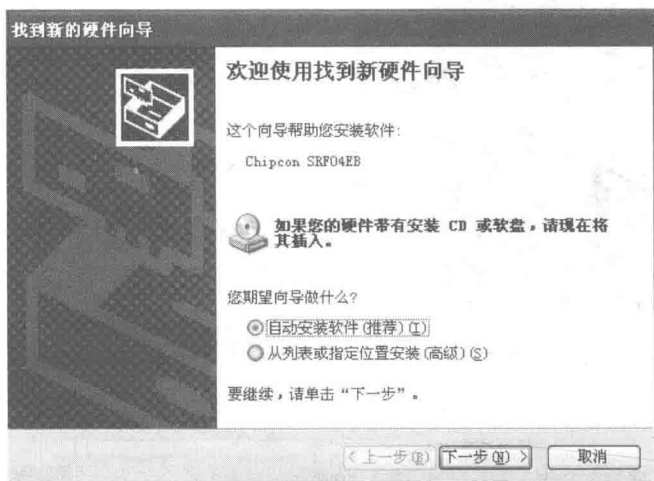 找到新的硬件向导
欢迎使用找到新硬件向导
这个向导帮助您安装软件:
Chipcon SRF04EB
如果您的硬件带有安装 CD 或软盘，请现在将
其插入。
您期望向导做什么?
自动安装软件(推荐)(I)
从列表或指定位置安装(高级)(S)
要继续，请单击“下一步”。
<上一步(B) 下一步(N)> 取消